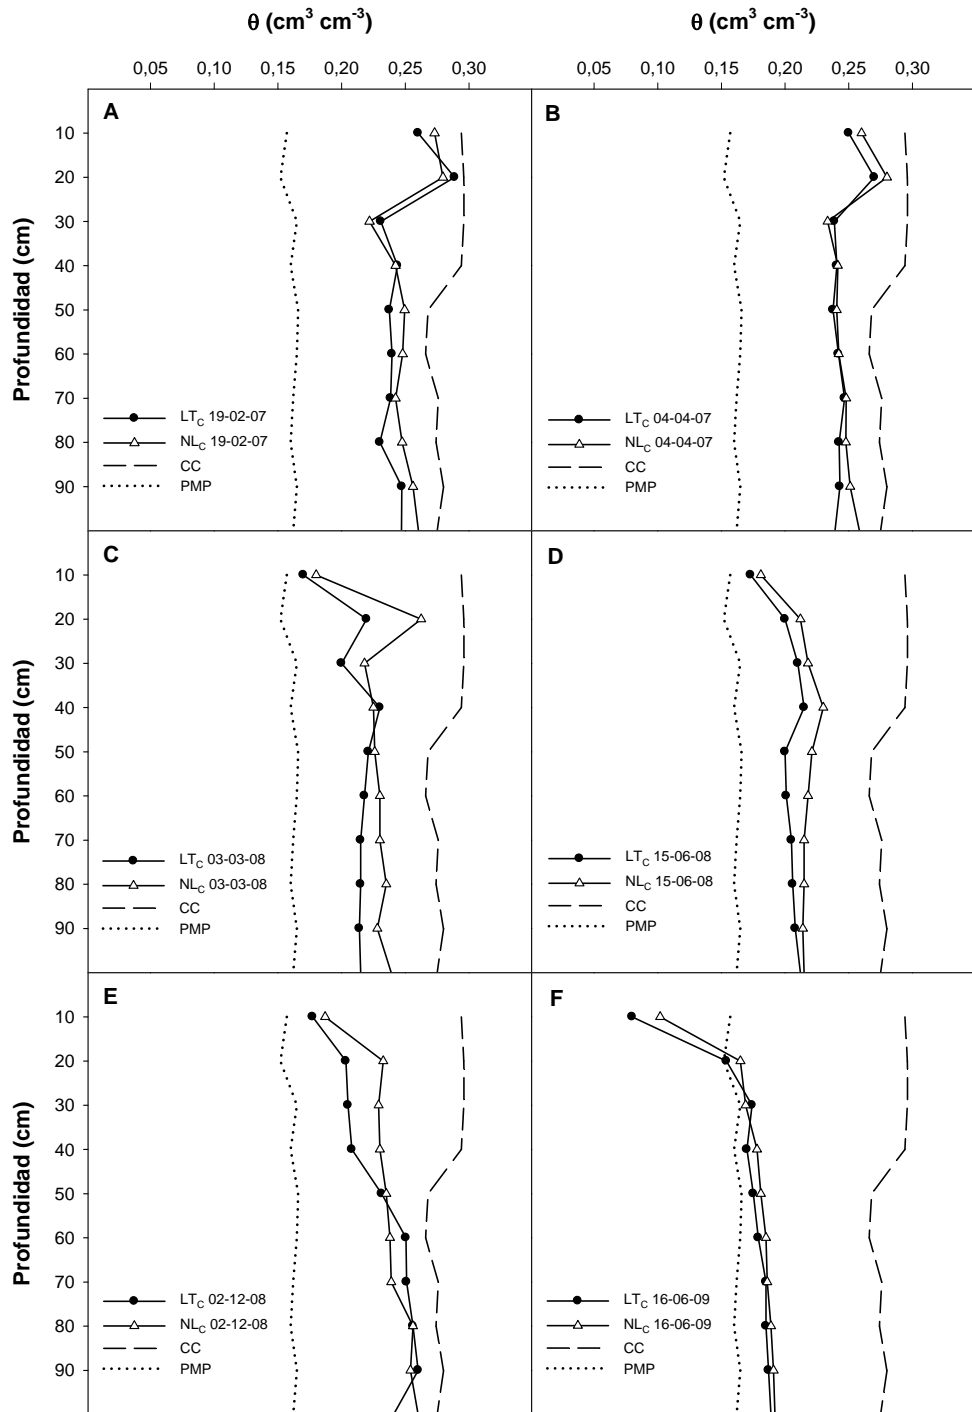 θ (cm3 cm-3) θ (cm3 cm-3)
0,05 0,10 0,15 0,20 0,25 0,30 0,05 0,10 0,15 0,20 0,25 0,30
Profundidad (cm)
A
10
20
30
40
50
60
70
80
90
LTC 19-02-07
NLC 19-02-07
CC
PMP
B
LTC 04-04-07
NLC 04-04-07
CC
PMP
Profundidad (cm)
C
10
20
30
40
50
60
70
80
90
LTC 03-03-08
NLC 03-03-08
CC
PMP
D
LTC 15-06-08
NLC 15-06-08
CC
PMP
Profundidad (cm)
E
10
20
30
40
50
60
70
80
90
LTC 02-12-08
NLC 02-12-08
CC
PMP
F
LTC 16-06-09
NLC 16-06-09
CC
PMP